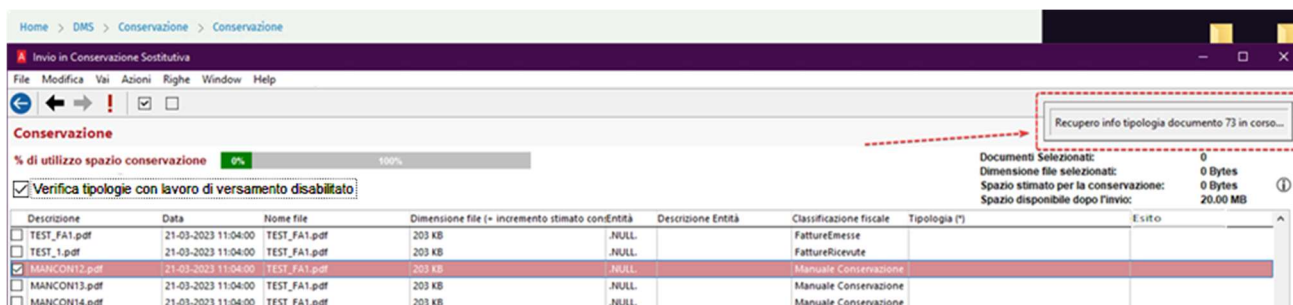 Home > DMS > Conservazione > Conservazione
Invio in Conservazione Sostitutiva
File Modifica Vai Azioni Righe Window Help
Recupero info tipologia documento 73 in corso...
Conservazione
% di utilizzo spazio conservazione 0% 100%
Documenti Selezionati: 0
Dimensione file selezionati: 0 Bytes
Verifica tipologie con lavoro di versamento disabilitato
Spazio stimato per la conservazione: 0 Bytes
Spazio disponibile dopo l'invio: 20.00 MB
Descrizione Data Nome file Dimensione file (+ incremento stimato con Entità Descrizione Entità Classificazione fiscale Tipologia (*) Esito
TEST_FA1.pdf 21-03-2023 11:04:00 TEST_FA1.pdf 203 KB .NULL. FattureEmesse
TEST_1.pdf 21-03-2023 11:04:00 TEST_FA1.pdf 203 KB .NULL. FattureRicevute
MANCON12.pdf 21-03-2023 11:04:00 TEST_FA1.pdf 203 KB .NULL. Manuale Conservazione
MANCON13.pdf 21-03-2023 11:04:00 TEST_FA1.pdf 203 KB .NULL. Manuale Conservazione
MANCON14.pdf 21-03-2023 11:04:00 TEST_FA1.pdf 203 KB .NULL. Manuale Conservazione